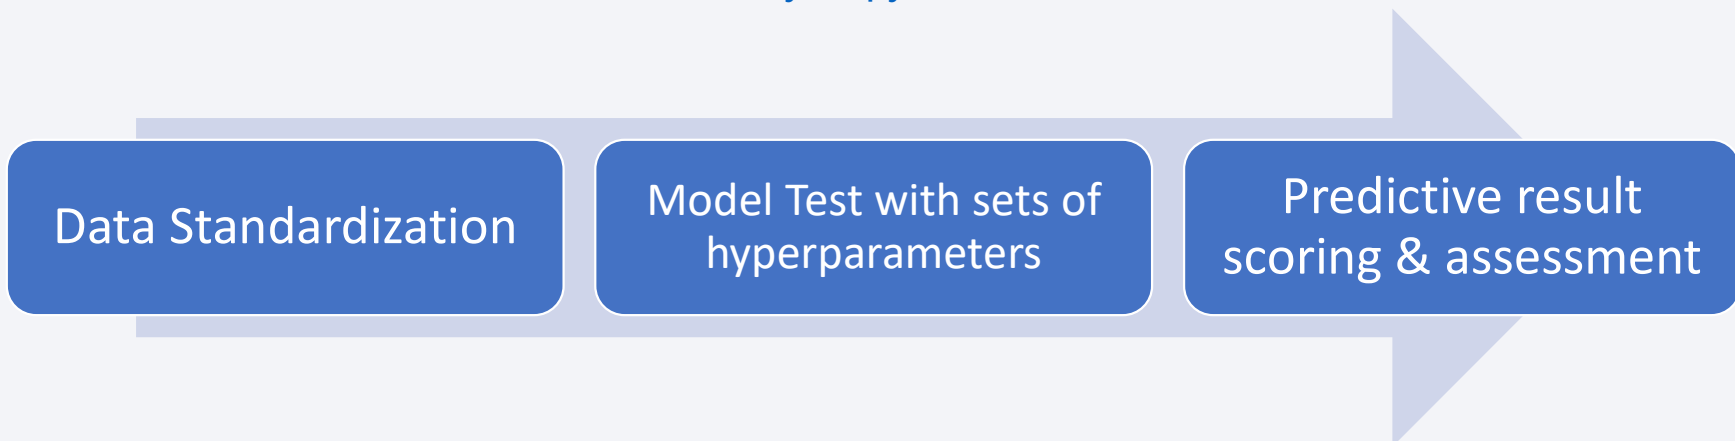 Data Standardization
Model Test with sets of
hyperparameters
Predictive result
scoring & assessment